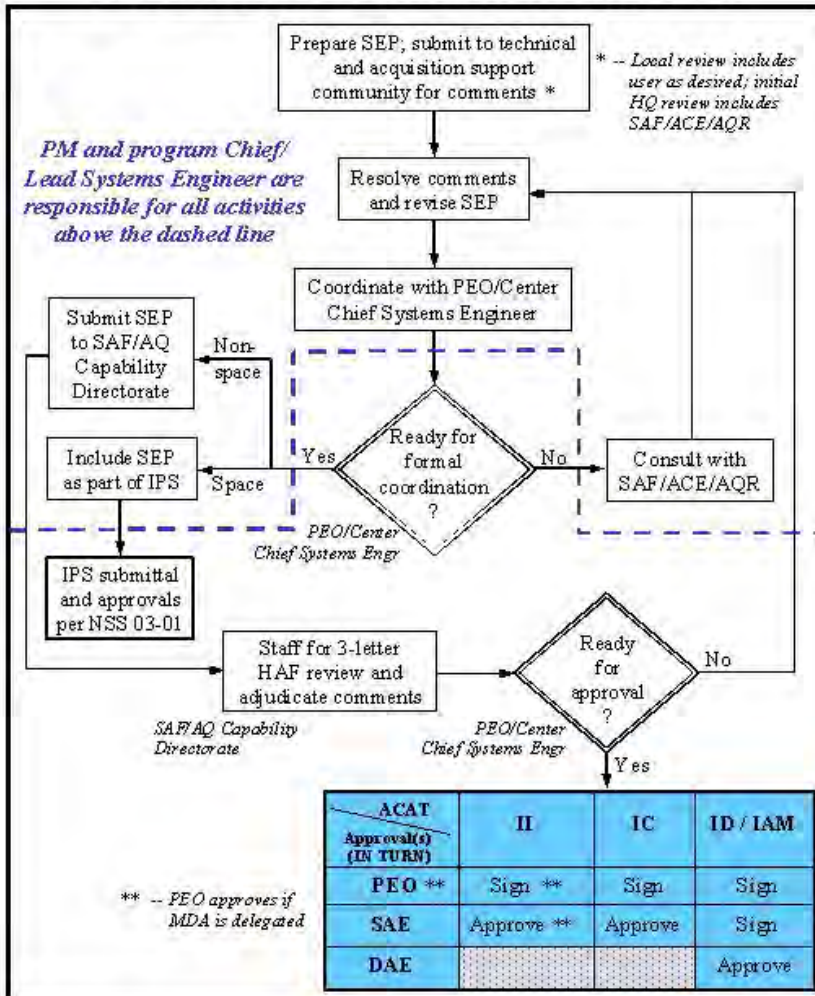 Prepare SEP; submit to technical
and acquisition support
community for comments *
* -- Local review includes
user as desired; initial
HQ review includes
SAF/ACE/AQR
PM and program Chief/
Lead Systems Engineer are
responsible for all activities
above the dashed line
Resolve comments
and revise SEP
Coordinate with PEO/Center
Chief Systems Engineer
Submit SEP
to SAF/AQ
Capability
Directorate
Non-
space
Include SEP
as part of IPS
Space
Yes
Ready for
formal
coordination
?
No
Consult with
SAF/ACE/AQR
PEO/Center
Chief Systems Engr
IPS submittal
and approvals
per NSS 03-01
Staff for 3-letter
HAF review and
adjudicate comments
SAF/AQ Capability
Directorate
Ready
for
approval
?
No
PEO/Center
Chief Systems Engr
Yes
ACAT
Approval(s)
(IN TURN)
II
IC
ID / IAM
PEO **
Sign **
Sign
Sign
SAE
Approve **
Approve
Sign
DAE
Approve
** -- PEO approves if
MDA is delegated